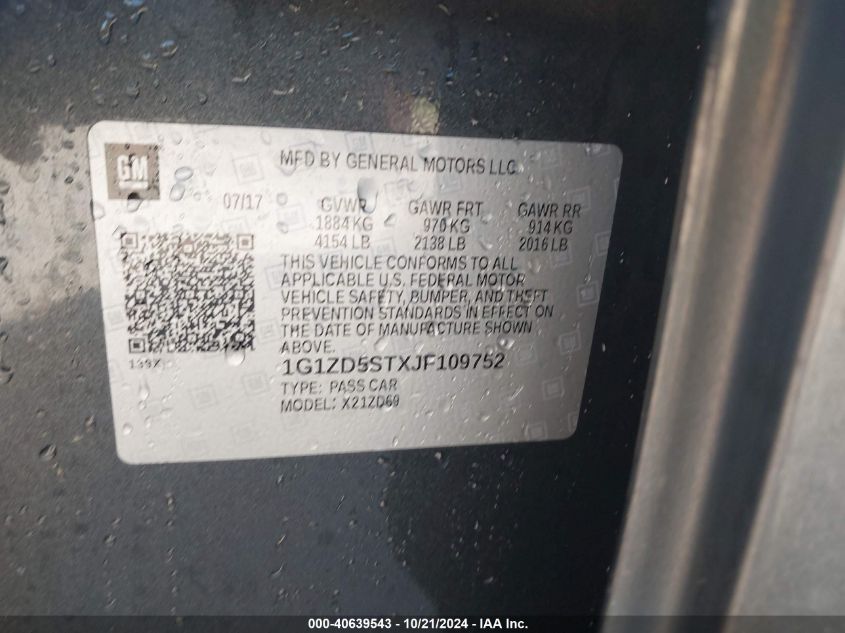 GM
MFD BY GENERAL MOTORS LLC
07/17 GVWR GAWR FRT GAWR RR
1884 KG 970 KG 914 KG
4154 LB 2138 LB 2016 LB
THIS VEHICLE CONFORMS TO ALL
APPLICABLE U.S. FEDERAL MOTOR
VEHICLE SAFETY, BUMPER, AND THEFT
PREVENTION STANDARDS IN EFFECT ON
THE DATE OF MANUFACTURE SHOWN
ABOVE.
139X
1G1ZD5STXJF109752
TYPE: PASS CAR
MODEL: X21ZD69
000-40639543 - 10/21/2024 - IAA Inc.